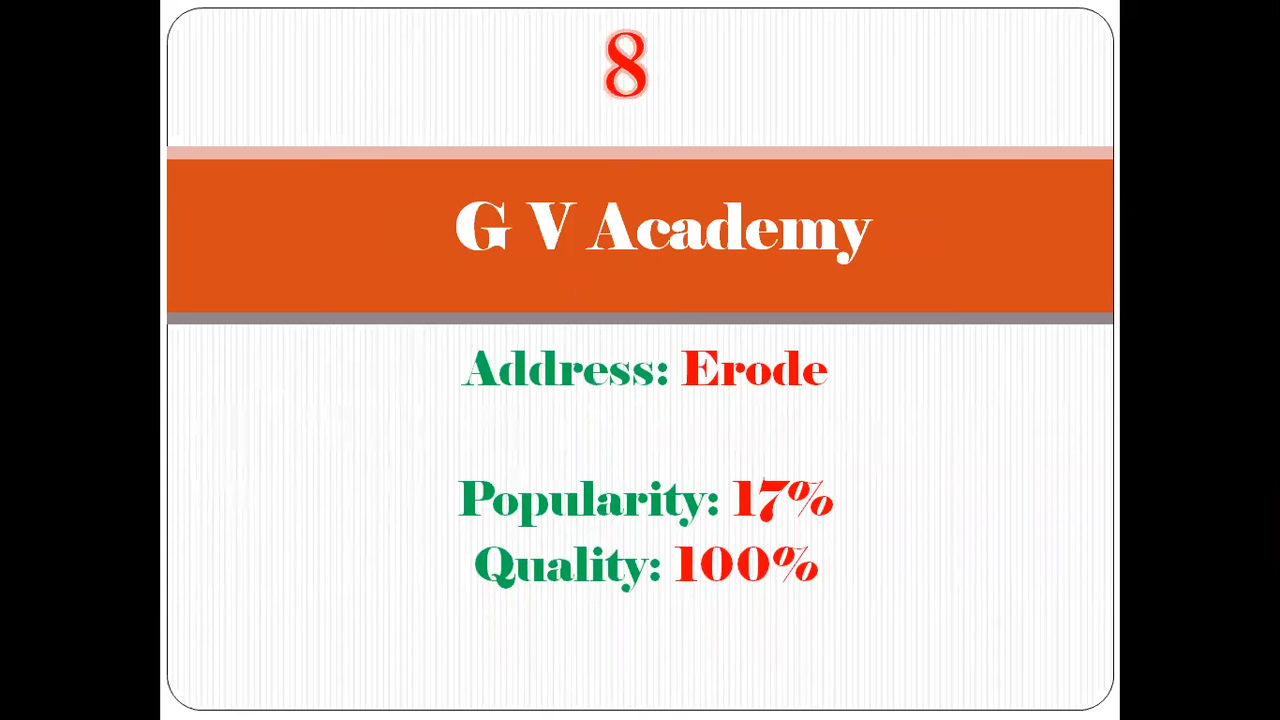 8
G V Academy
Address: Erode
Popularity: 17%
Quality: 100%